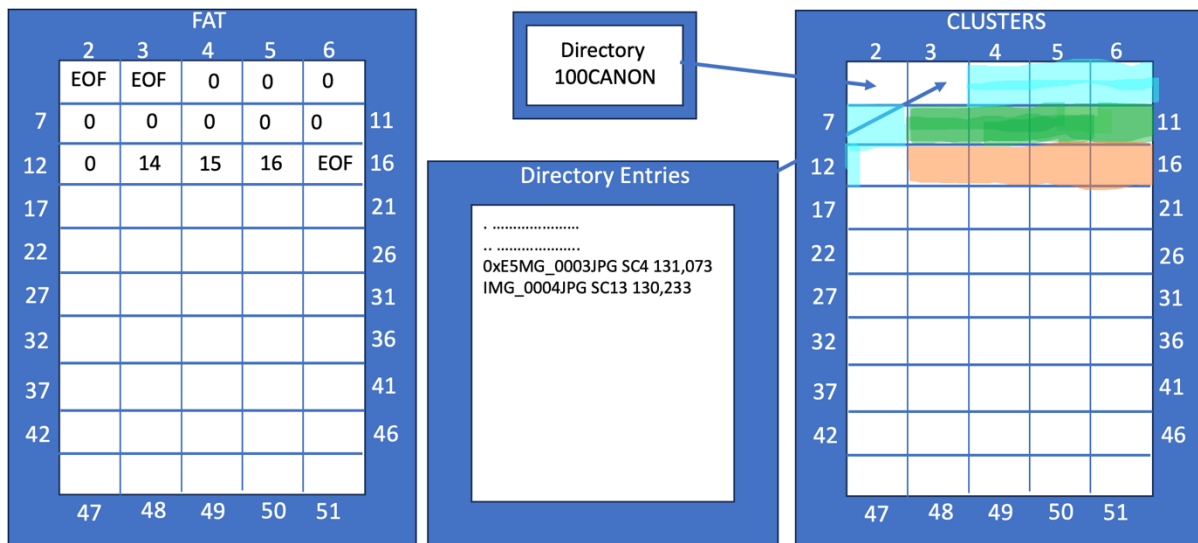 FAT
2 3 4 5 6
EOF EOF 0 0 0
7 0 0 0 0 0 11
12 0 14 15 16 EOF 16
17 21
22 26
27 31
32 36
37 41
42 46
47 48 49 50 51
Directory
100CANON
Directory Entries
. .....................
.. ....................
0xE5MG_0003JPG SC4 131,073
IMG_0004JPG SC13 130,233
CLUSTERS
2 3 4 5 6
7 11
12 16
17 21
22 26
27 31
32 36
37 41
42 46
47 48 49 50 51